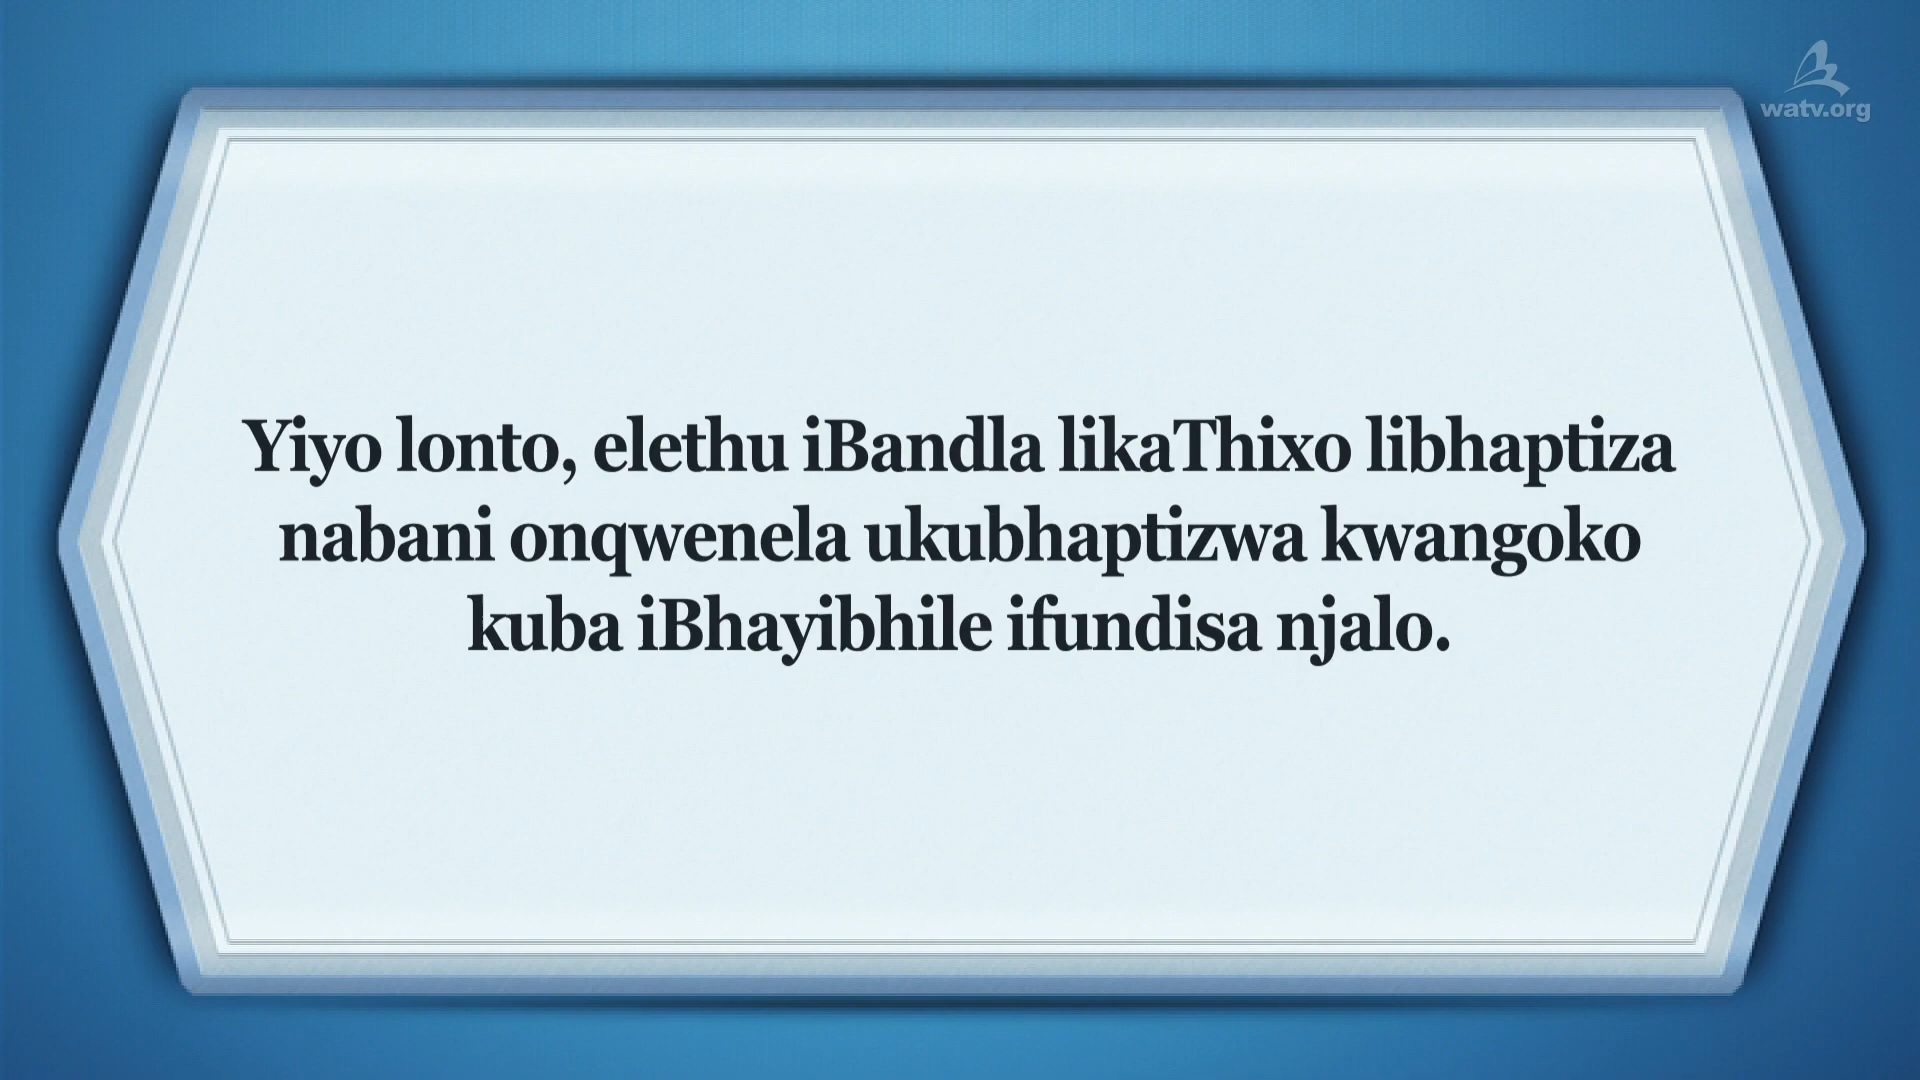 watv.org
Yiyo lonto, elethu iBandla likaThixo libhaptiza
nabani onqwenela ukubhaptizwa kwangoko
kuba iBhayibhile ifundisa njalo.